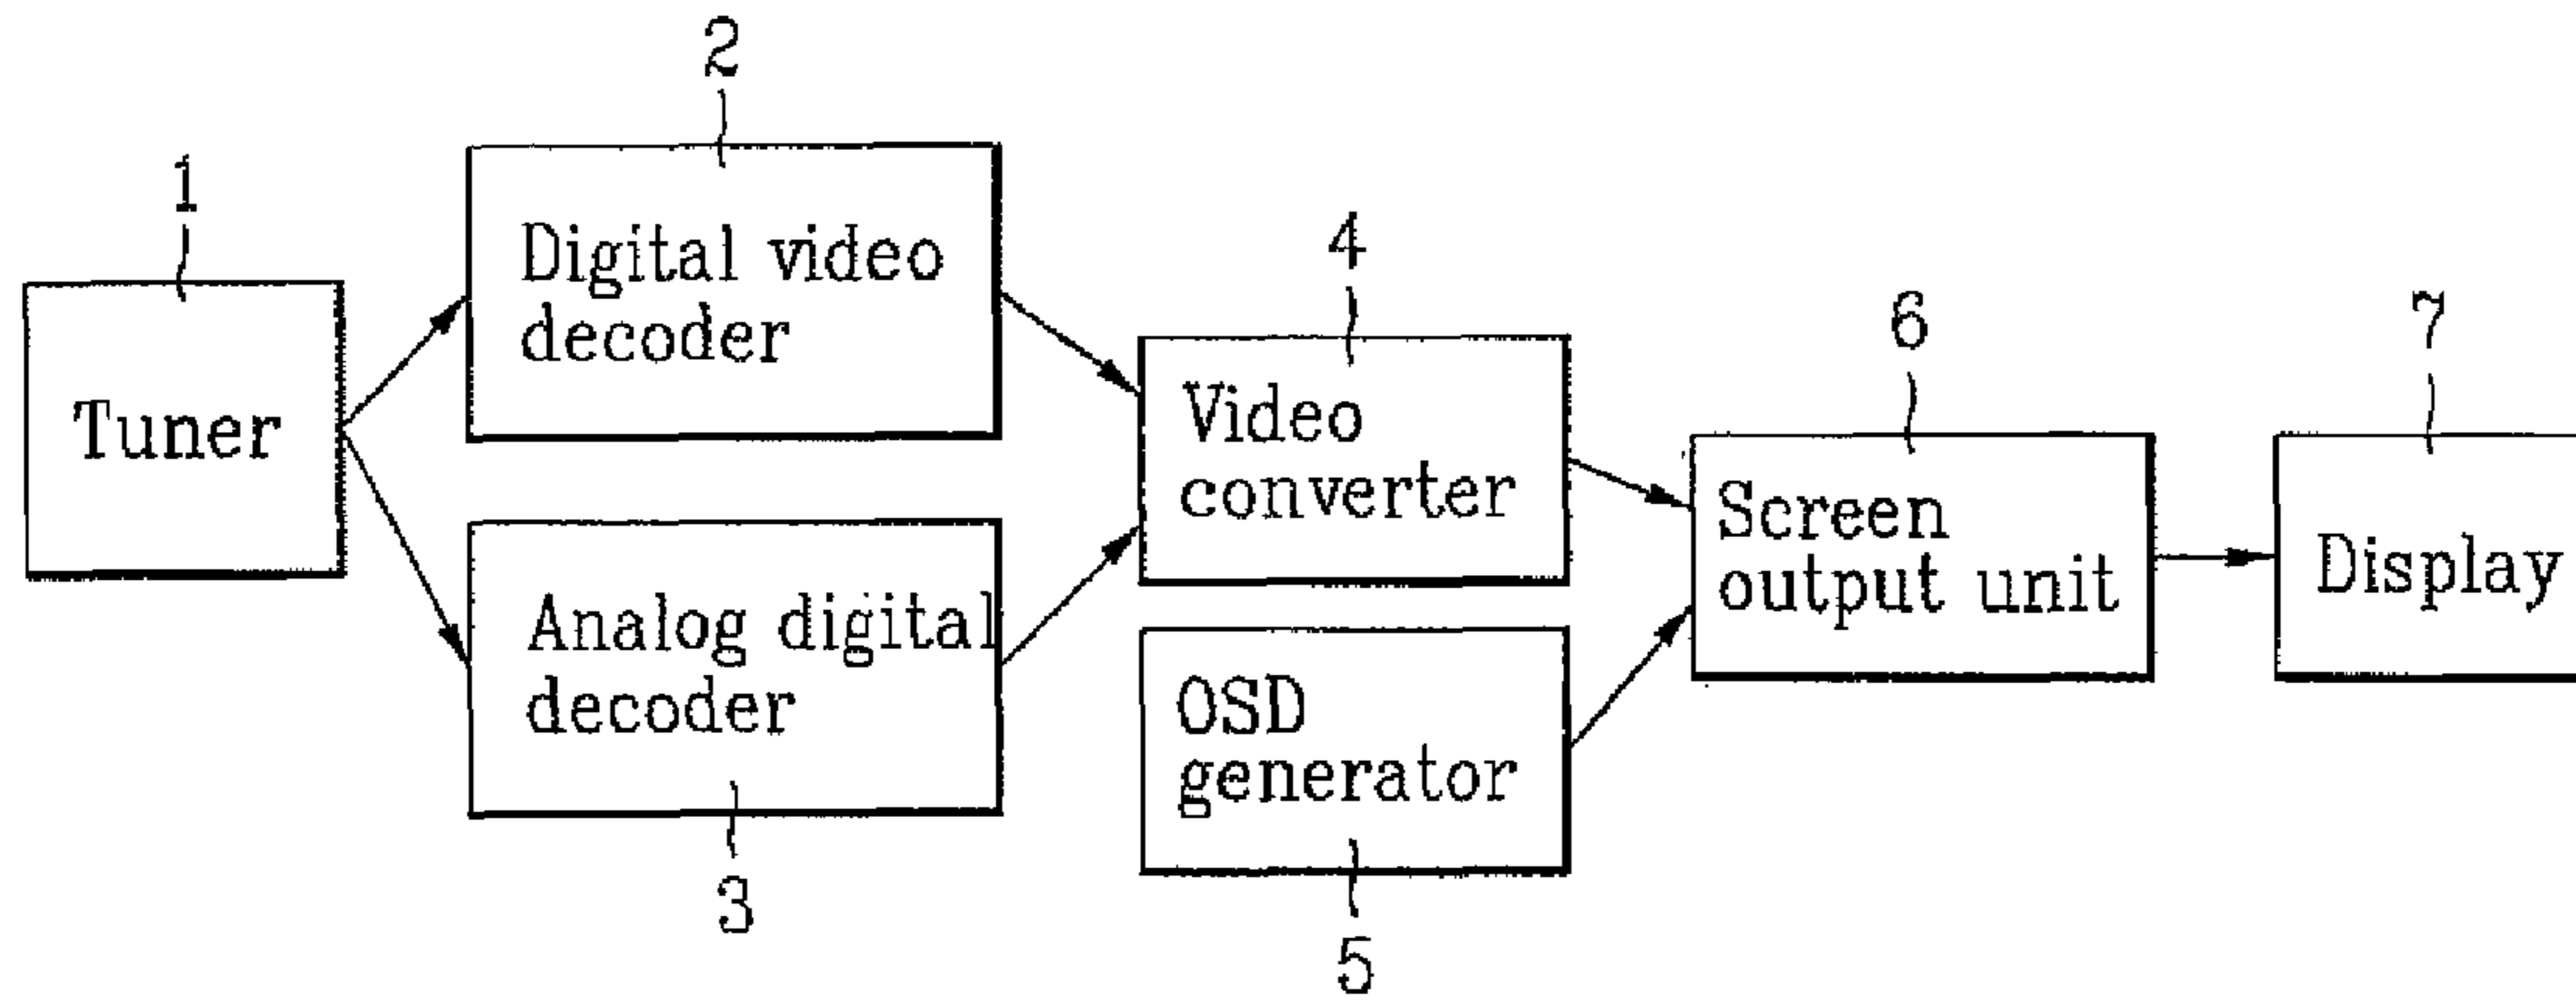 1
Tuner
2
Digital video
decoder
Analog digital
decoder
3
4
Video
converter
OSD
generator
5
6
Screen
output unit
7
Display